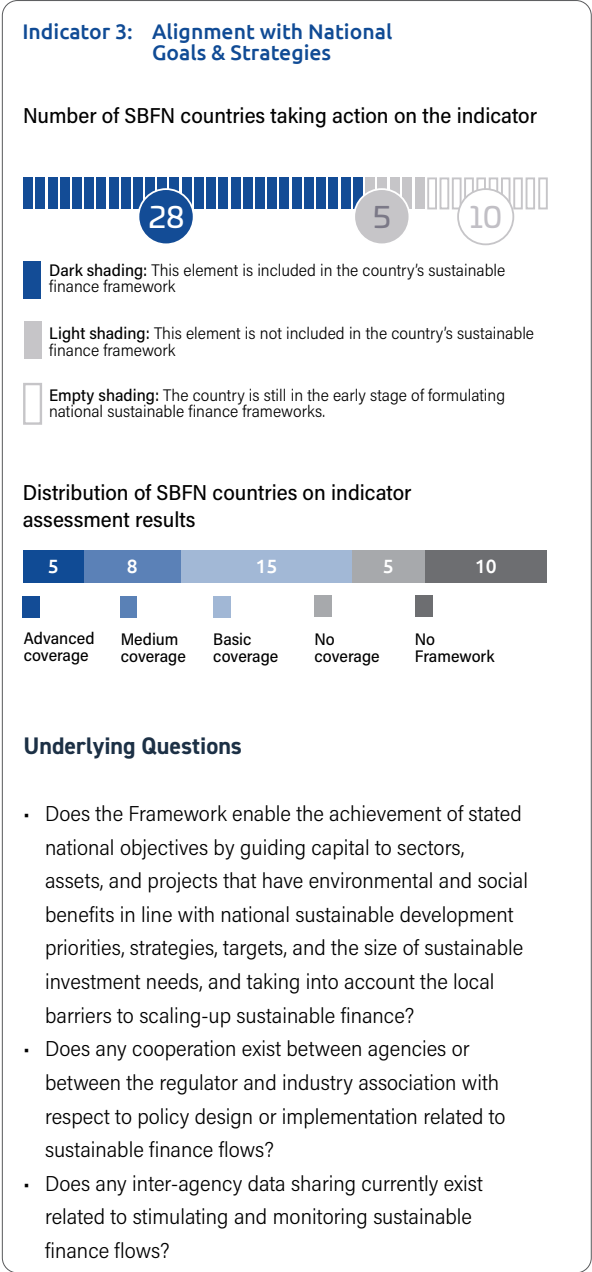 Indicator 3: Alignment with National
Goals & Strategies
Number of SBFN countries taking action on the indicator
28 5 10
Dark shading: This element is included in the country's sustainable
finance framework
Light shading: This element is not included in the country's sustainable
finance framework
Empty shading: The country is still in the early stage of formulating
national sustainable finance frameworks.
Distribution of SBFN countries on indicator
assessment results
5 8 15 5 10
Advanced coverage
Medium coverage
Basic coverage
No coverage
No Framework
Underlying Questions
• Does the Framework enable the achievement of stated
national objectives by guiding capital to sectors,
assets, and projects that have environmental and social
benefits in line with national sustainable development
priorities, strategies, targets, and the size of sustainable
investment needs, and taking into account the local
barriers to scaling-up sustainable finance?
• Does any cooperation exist between agencies or
between the regulator and industry association with
respect to policy design or implementation related to
sustainable finance flows?
• Does any inter-agency data sharing currently exist
related to stimulating and monitoring sustainable
finance flows?